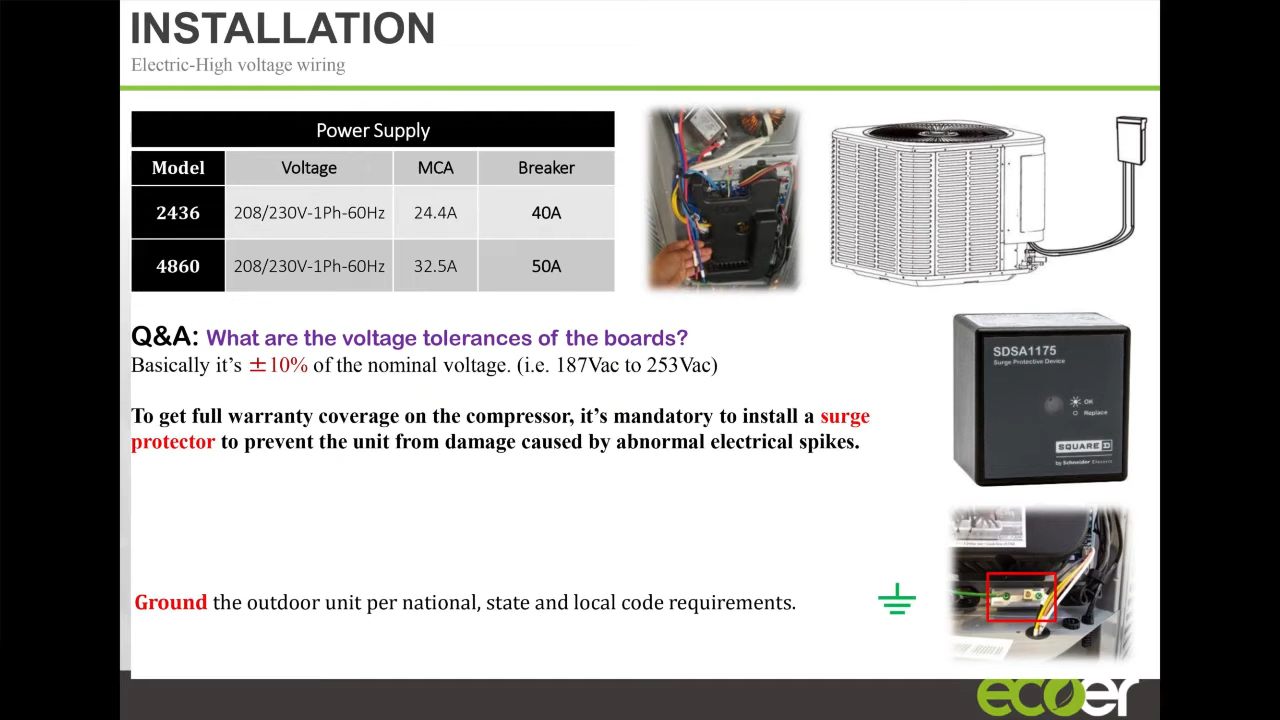 INSTALLATION
Electric-High voltage wiring
Power Supply
Model Voltage MCA Breaker
2436 208/230V-1Ph-60Hz 24.4A 40A
4860 208/230V-1Ph-60Hz 32.5A 50A
Q&A: What are the voltage tolerances of the boards?
Basically it's ±10% of the nominal voltage. (i.e. 187Vac to 253Vac)
To get full warranty coverage on the compressor, it's mandatory to install a surge
protector to prevent the unit from damage caused by abnormal electrical spikes.
SDSA1175
Surge Protective Device
OK
Replace
SQUARE D
by Schneider Electric
Ground the outdoor unit per national, state and local code requirements.
ecoer